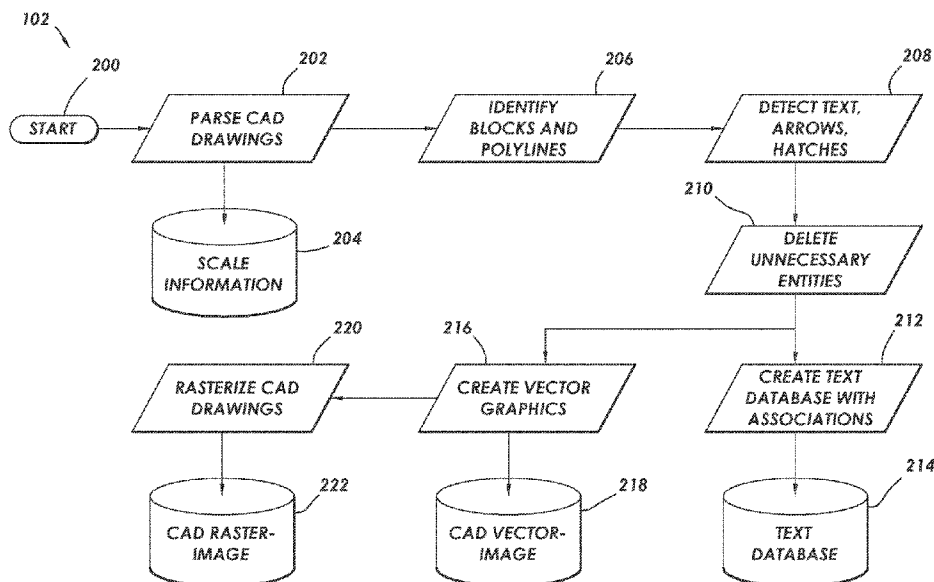 102
200
202
206
208
START
PARSE CAD
DRAWINGS
IDENTIFY
BLOCKS AND
POLYLINES
DETECT TEXT,
ARROWS,
HATCHES
210
204
SCALE
INFORMATION
DELETE
UNNECESSARY
ENTITIES
220
216
212
RASTERIZE CAD
DRAWINGS
CREATE VECTOR
GRAPHICS
CREATE TEXT
DATABASE WITH
ASSOCIATIONS
222
218
214
CAD RASTER-
IMAGE
CAD VECTOR-
IMAGE
TEXT
DATABASE